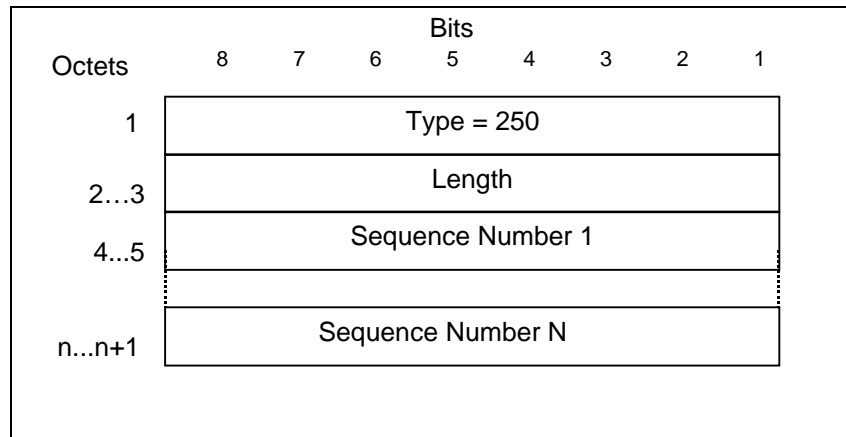 Bits
Octets 8 7 6 5 4 3 2 1
1 Type = 250
2…3 Length
4...5 Sequence Number 1
n...n+1 Sequence Number N